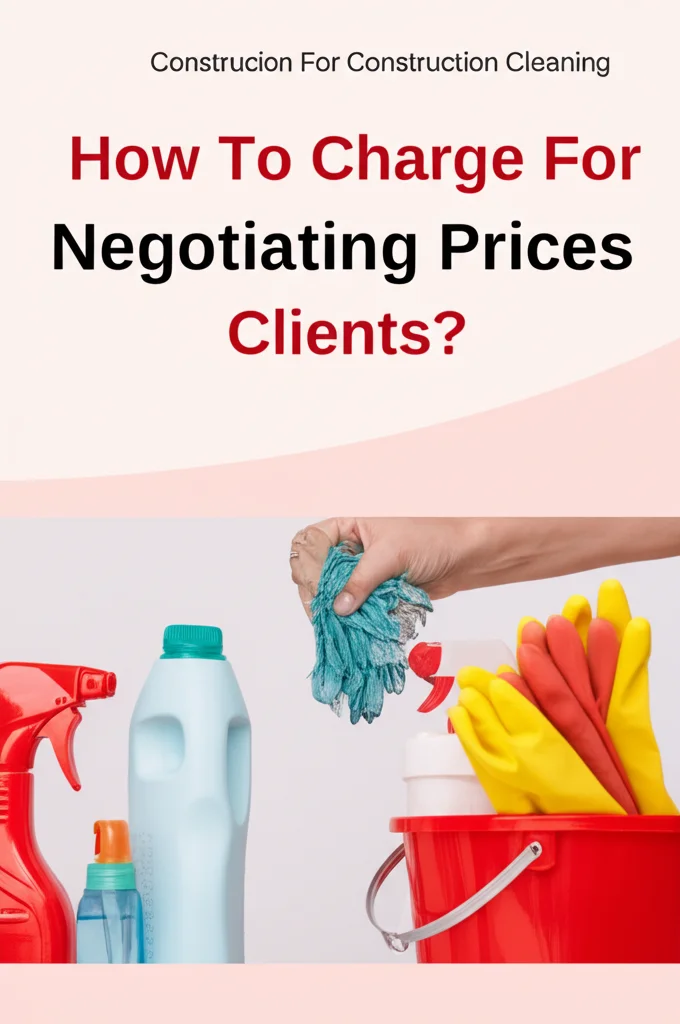 Construcion For Construction Cleaning
How To Charge For
Negotiating Prices
Clients?